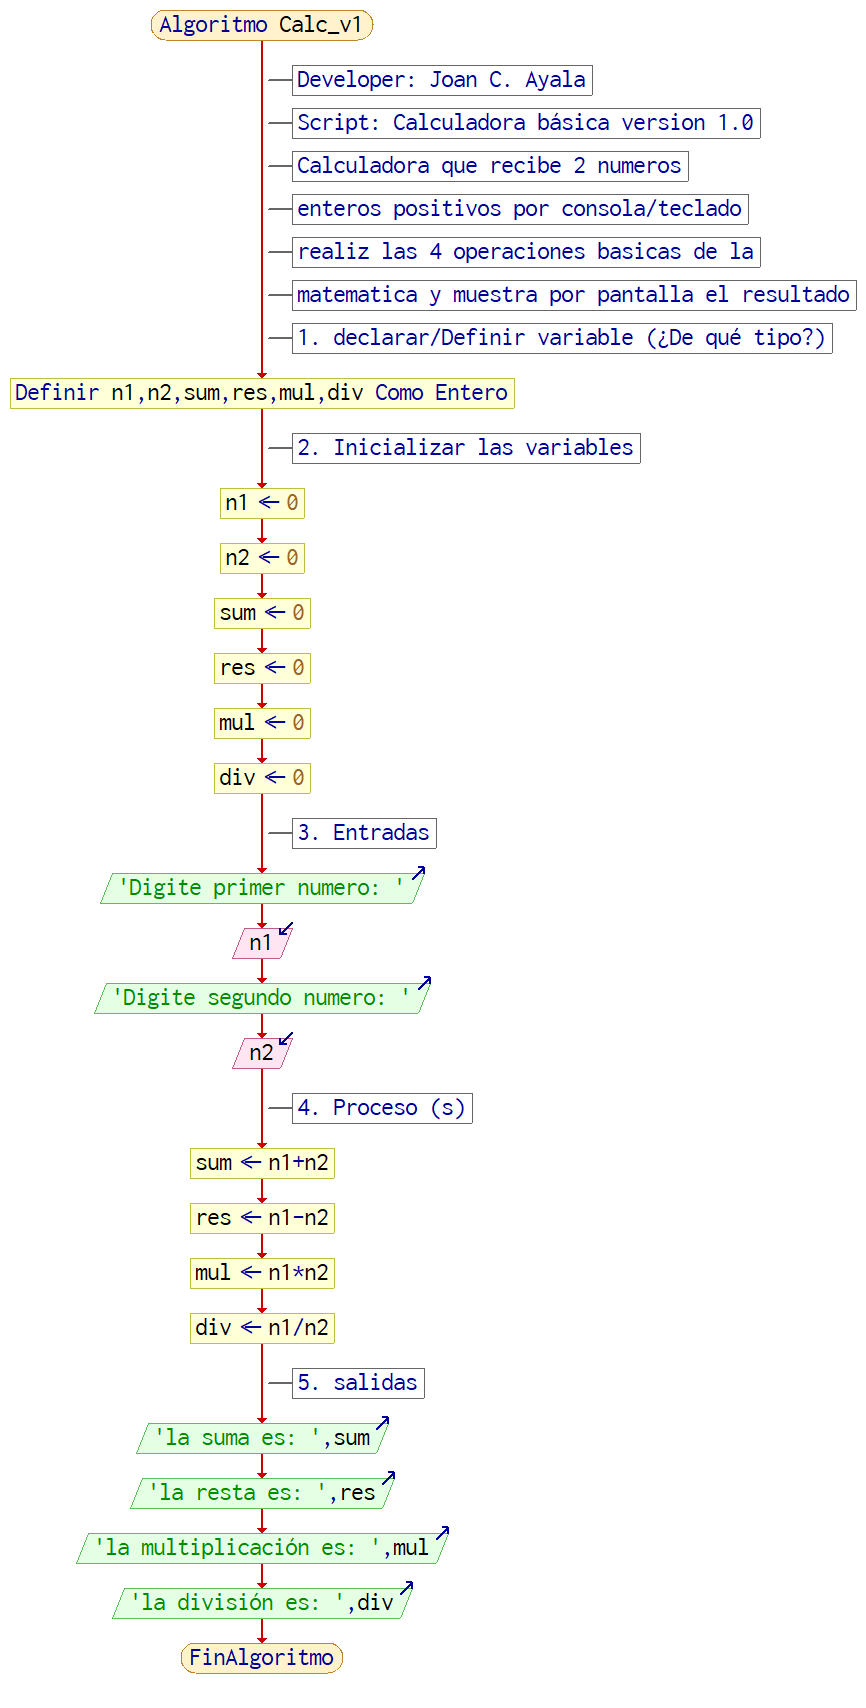 Algoritmo Calc_v1
Developer: Joan C. Ayala
Script: Calculadora básica version 1.0
Calculadora que recibe 2 numeros
enteros positivos por consola/teclado
realiz las 4 operaciones basicas de la
matematica y muestra por pantalla el resultado
1. declarar/Definir variable (¿De qué tipo?)
Definir n1,n2,sum,res,mul,div Como Entero
2. Inicializar las variables
n1 ← 0
n2 ← 0
sum ← 0
res ← 0
mul ← 0
div ← 0
3. Entradas
'Digite primer numero: '
n1
'Digite segundo numero: '
n2
4. Proceso (s)
sum ← n1+n2
res ← n1-n2
mul ← n1*n2
div ← n1/n2
5. salidas
'la suma es: ',sum
'la resta es: ',res
'la multiplicación es: ',mul
'la división es: ',div
FinAlgoritmo